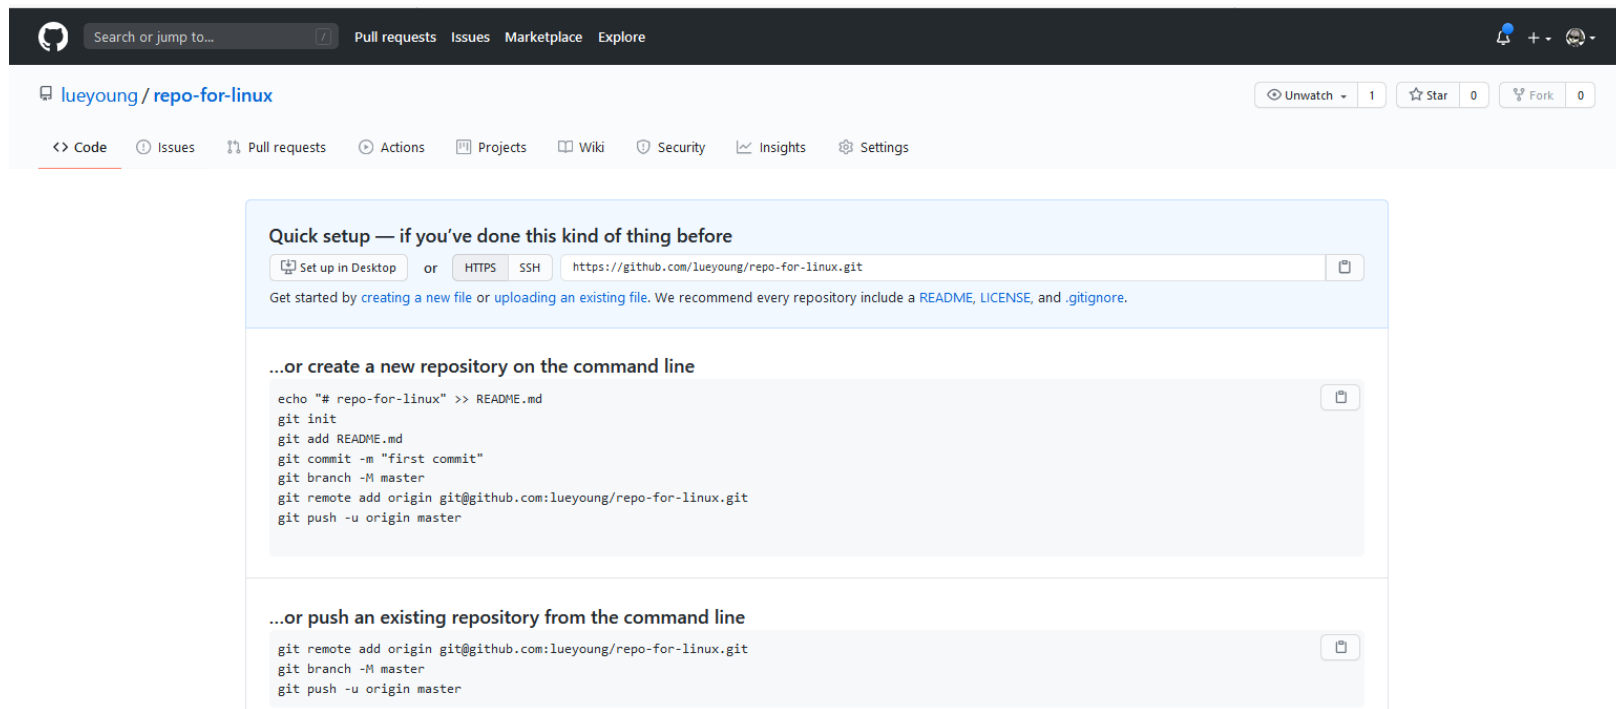 Search or jump to... /
Pull requests Issues Marketplace Explore
lueyoung / repo-for-linux
Unwatch 1 Star 0 Fork 0
<> Code Issues Pull requests Actions Projects Wiki Security Insights Settings
Quick setup — if you've done this kind of thing before
Set up in Desktop or HTTPS SSH https://github.com/lueyoung/repo-for-linux.git
Get started by creating a new file or uploading an existing file. We recommend every repository include a README, LICENSE, and .gitignore.
...or create a new repository on the command line
echo "# repo-for-linux" >> README.md
git init
git add README.md
git commit -m "first commit"
git branch -M master
git remote add origin git@github.com:lueyoung/repo-for-linux.git
git push -u origin master
...or push an existing repository from the command line
git remote add origin git@github.com:lueyoung/repo-for-linux.git
git branch -M master
git push -u origin master